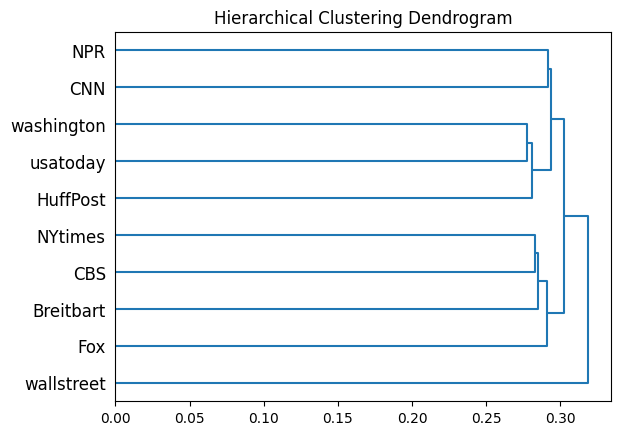 Hierarchical Clustering Dendrogram
NPR
CNN
washington
usatoday
HuffPost
NYtimes
CBS
Breitbart
Fox
wallstreet
0.00 0.05 0.10 0.15 0.20 0.25 0.30